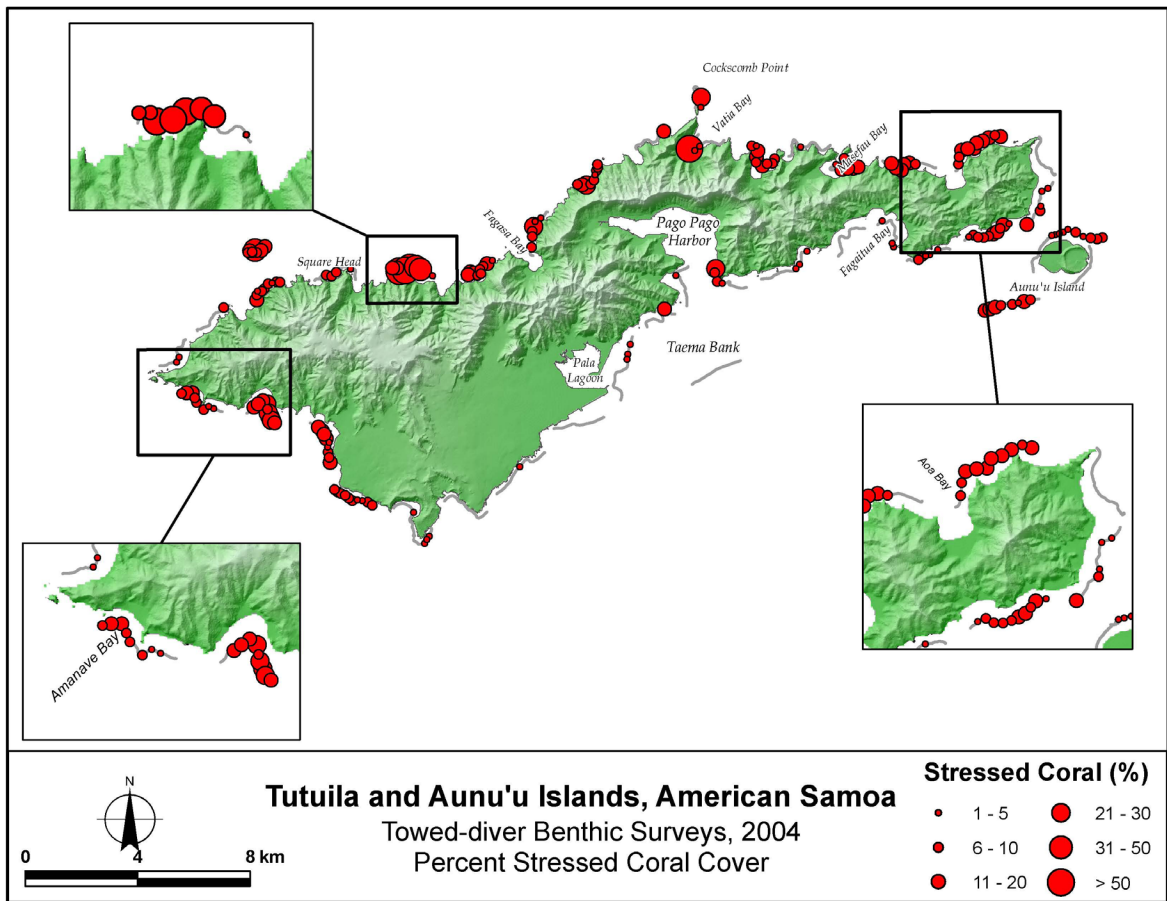 Cockscomb Point
Vatia Bay
Masefau Bay
Fagasa Bay
Pago Pago
Harbor
Fagaitua Bay
Square Head
Aunu'u Island
Taema Bank
Pala
Lagoon
Aoa Bay
Amanave Bay
N
0 4 8 km
Tutuila and Aunu'u Islands, American Samoa
Towed-diver Benthic Surveys, 2004
Percent Stressed Coral Cover
Stressed Coral (%)
1 - 5 21 - 30
6 - 10 31 - 50
11 - 20 > 50